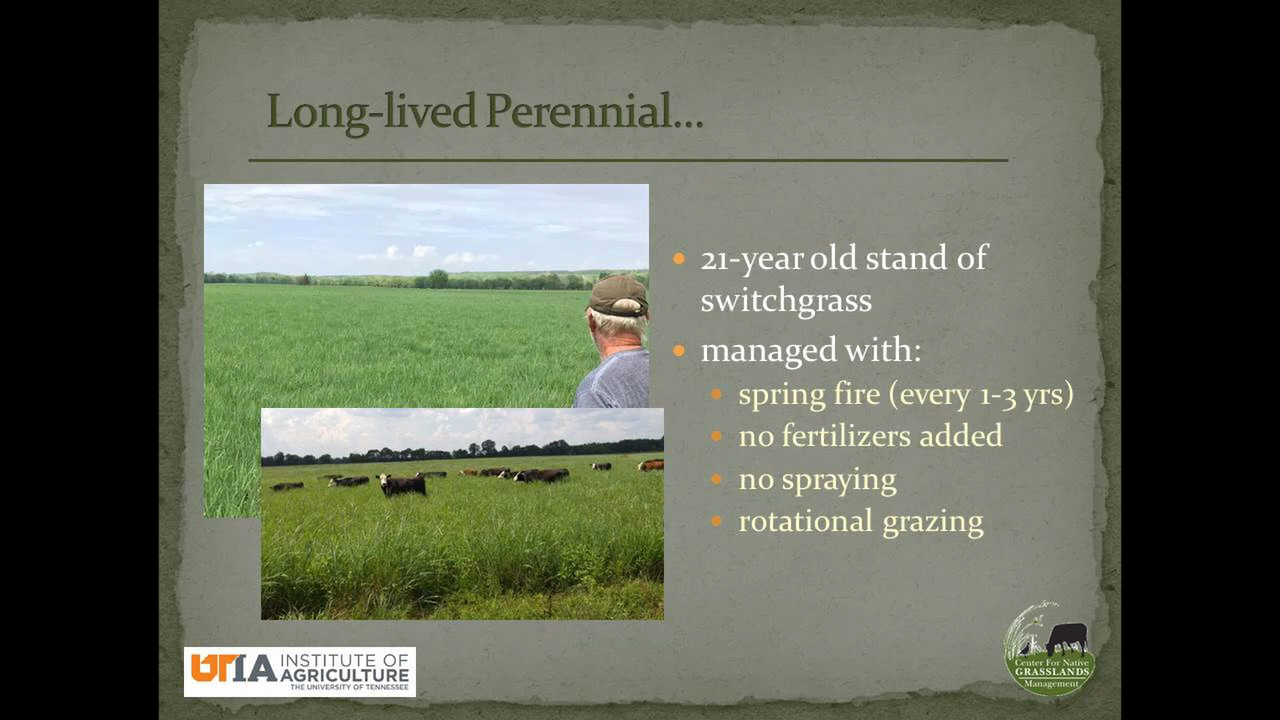 Long-lived Perennial...
21-year old stand of
switchgrass
managed with:
spring fire (every 1-3 yrs)
no fertilizers added
no spraying
rotational grazing
UTIA INSTITUTE OF
AGRICULTURE
THE UNIVERSITY OF TENNESSEE
Center For Native
GRASSLANDS
Management